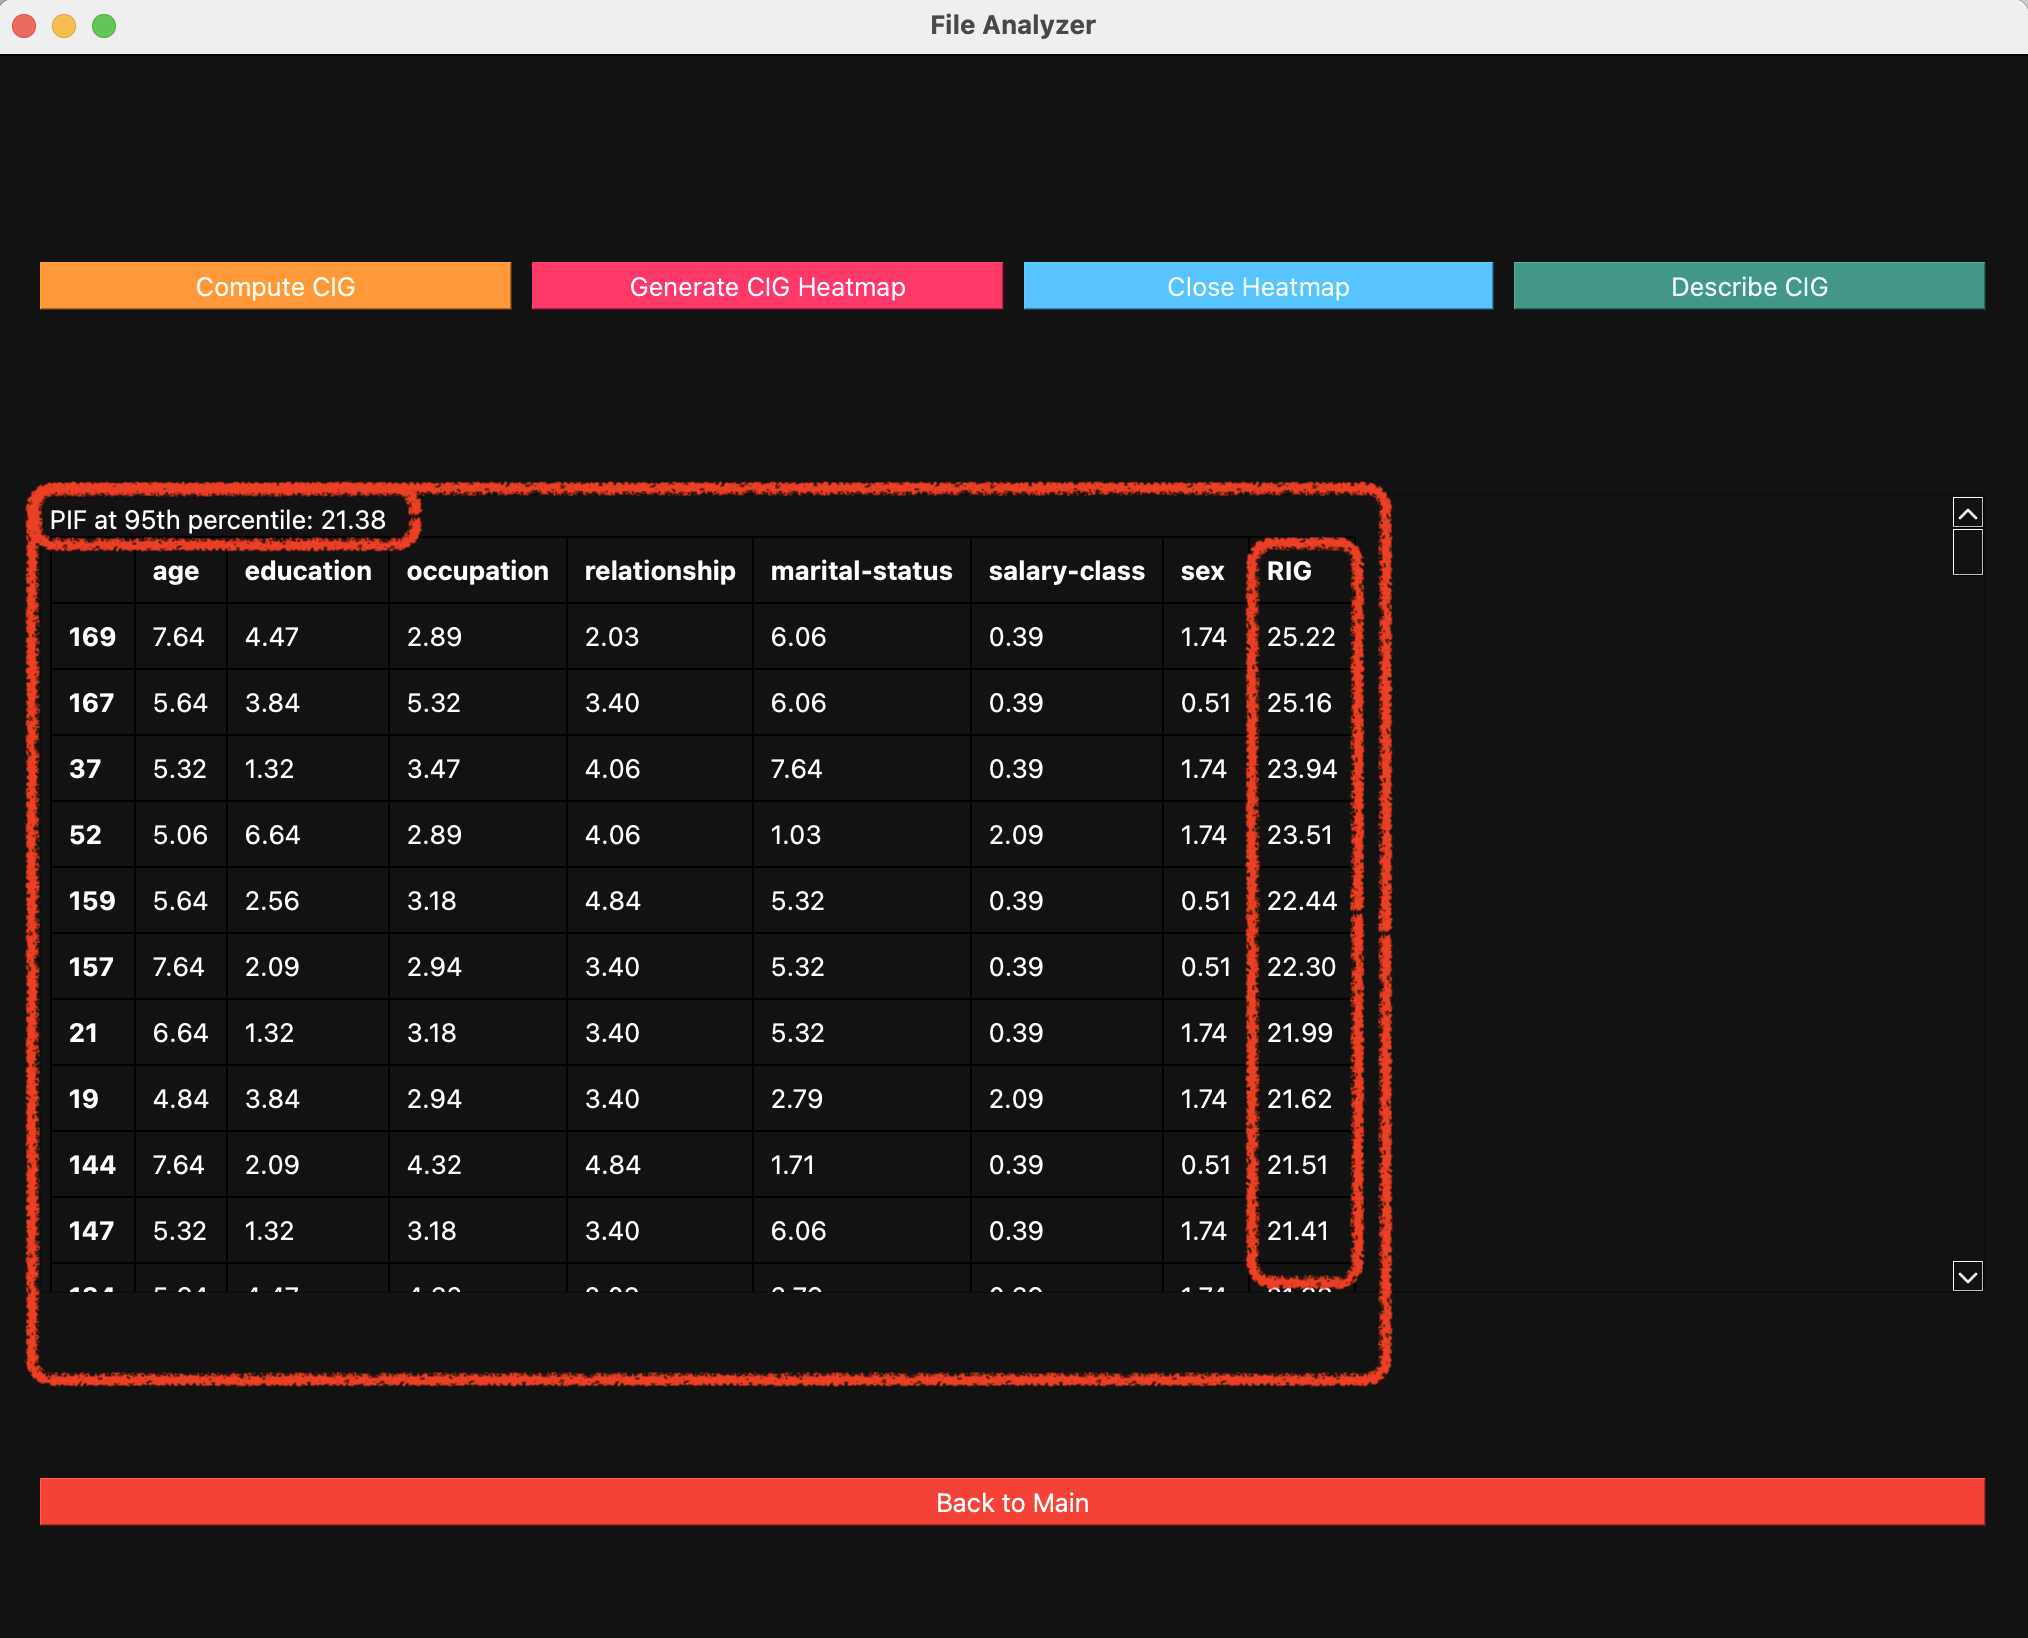 File Analyzer
Compute CIG Generate CIG Heatmap Close Heatmap Describe CIG
PIF at 95th percentile: 21.38
age education occupation relationship marital-status salary-class sex RIG
169 7.64 4.47 2.89 2.03 6.06 0.39 1.74 25.22
167 5.64 3.84 5.32 3.40 6.06 0.39 0.51 25.16
37 5.32 1.32 3.47 4.06 7.64 0.39 1.74 23.94
52 5.06 6.64 2.89 4.06 1.03 2.09 1.74 23.51
159 5.64 2.56 3.18 4.84 5.32 0.39 0.51 22.44
157 7.64 2.09 2.94 3.40 5.32 0.39 0.51 22.30
21 6.64 1.32 3.18 3.40 5.32 0.39 1.74 21.99
19 4.84 3.84 2.94 3.40 2.79 2.09 1.74 21.62
144 7.64 2.09 4.32 4.84 1.71 0.39 0.51 21.51
147 5.32 1.32 3.18 3.40 6.06 0.39 1.74 21.41
Back to Main